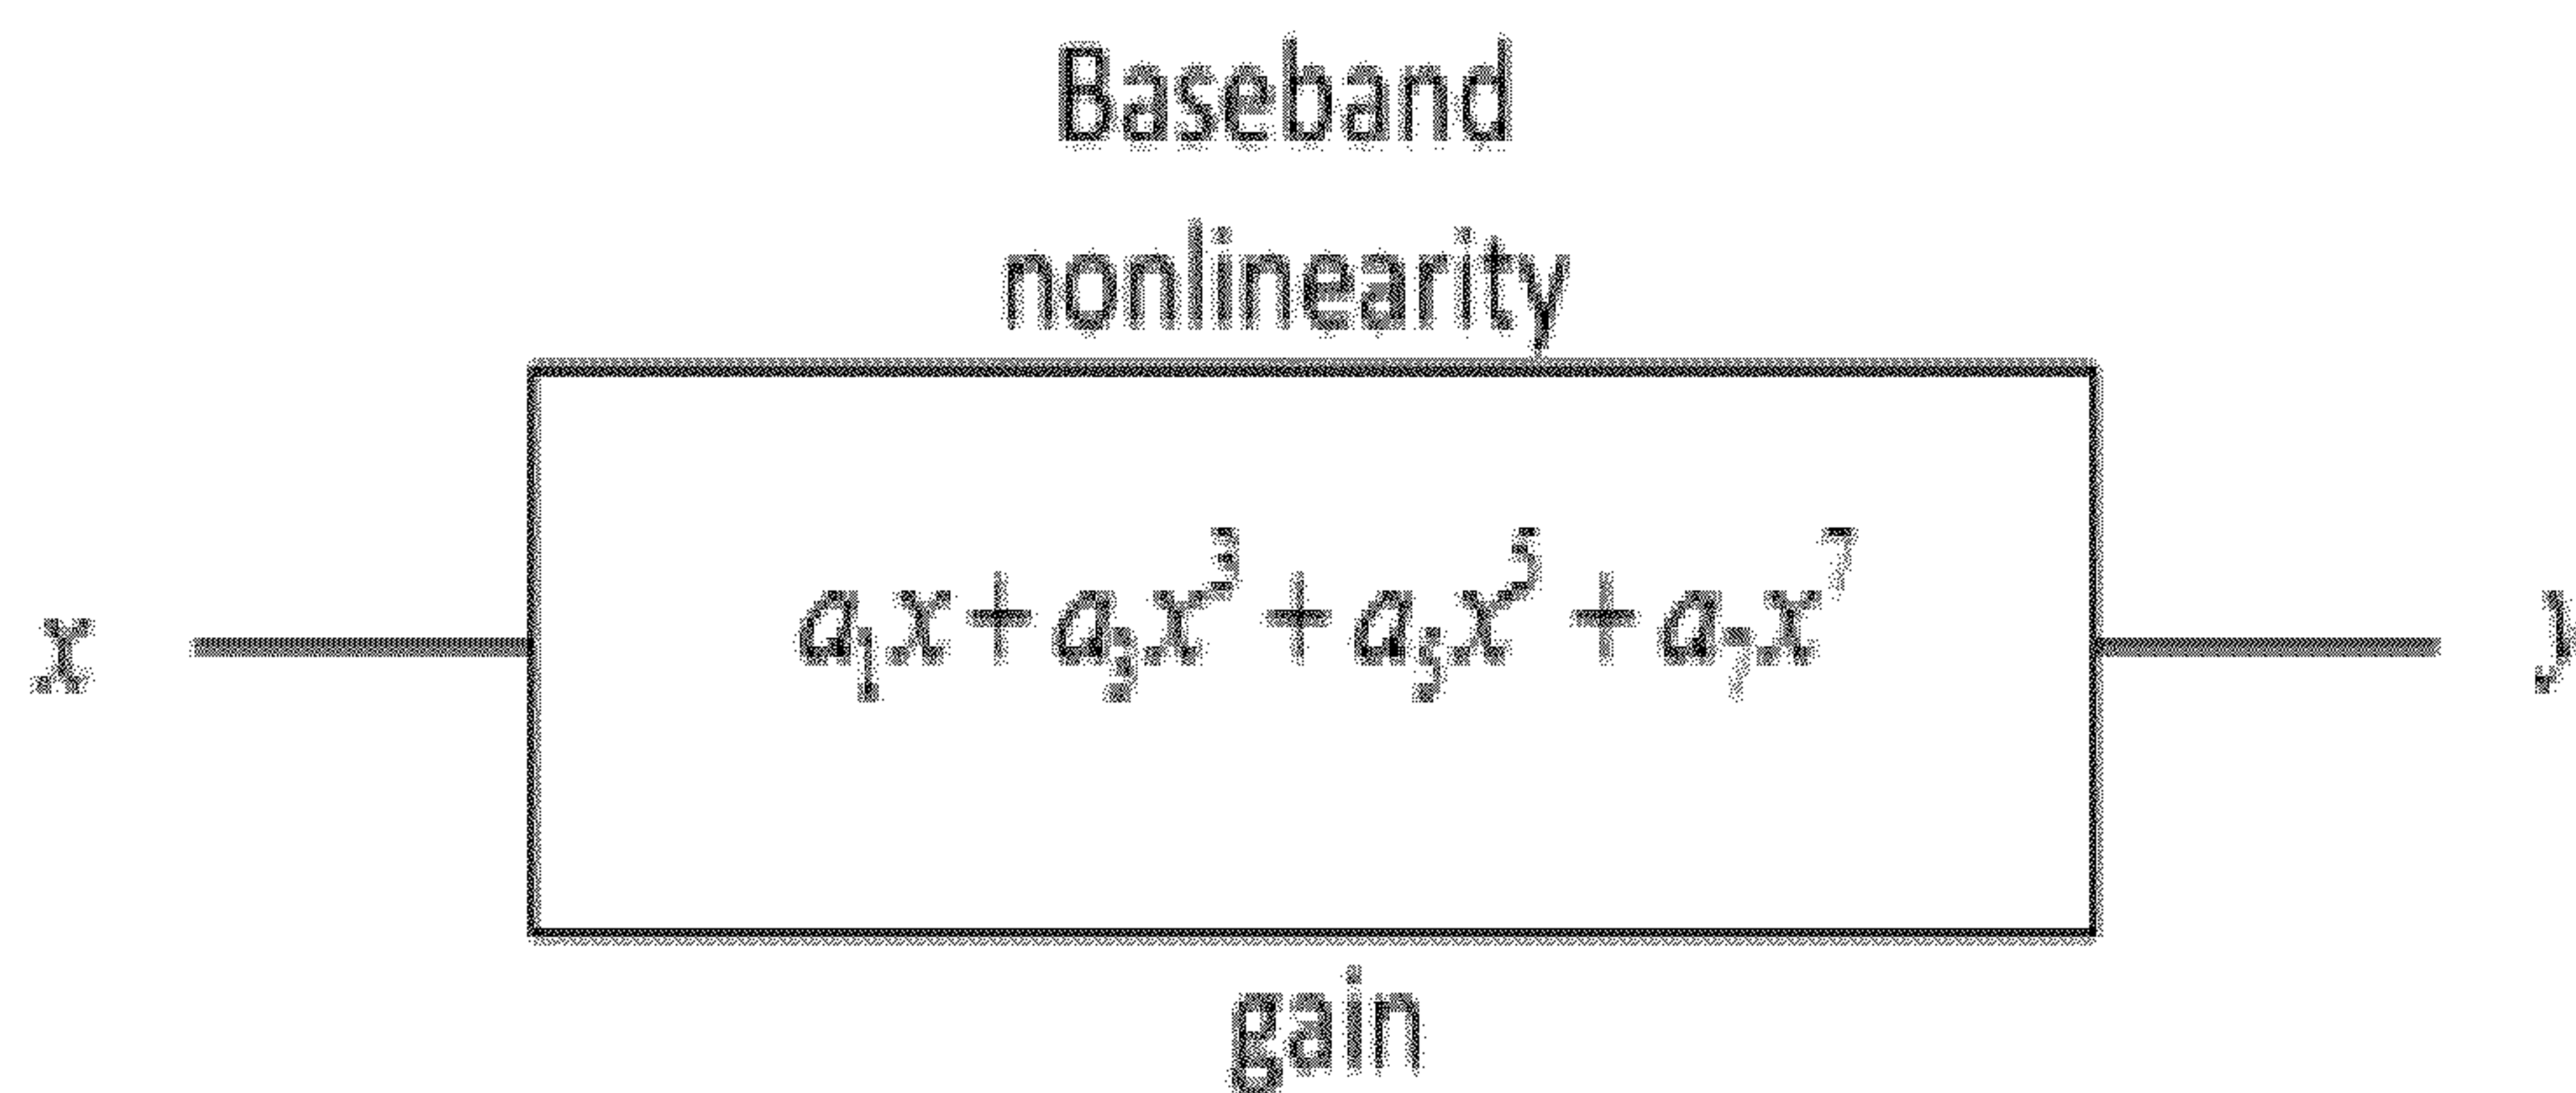 Baseband
nonlinearity
x
a₁x + a₃x³ + a₅x⁵ + a₇x⁷
y
gain